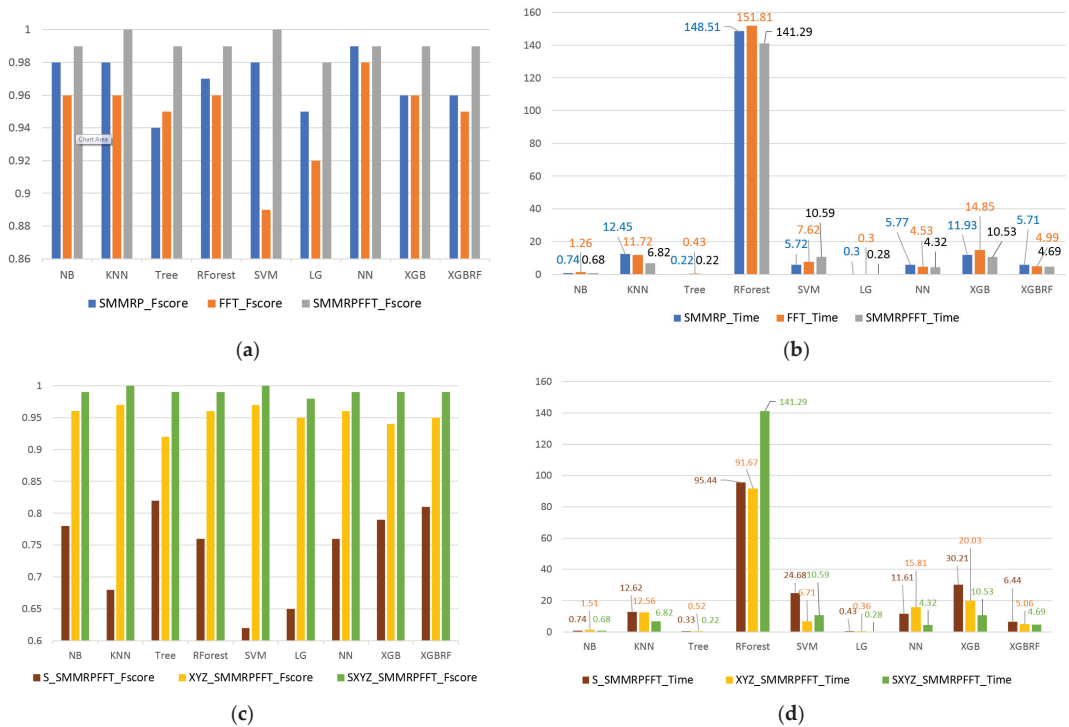 1
0.98
0.96
0.94
0.92
0.9
0.88
0.86
Chart Area
NB KNN Tree RForest SVM LG NN XGB XGBRF
SMMRP_Fscore FFT_Fscore SMMRPFFT_Fscore
(a)
160
140
120
100
80
60
40
20
0
0.74 1.26 0.68
12.45 11.72 6.82
0.22 0.43 0.22
148.51 151.81 141.29
5.72 7.62 10.59
0.3 0.3 0.28
5.77 4.53 4.32
11.93 14.85 10.53
5.71 4.99 4.69
NB KNN Tree RForest SVM LG NN XGB XGBRF
SMMRP_Time FFT_Time SMMRPFFT_Time
(b)
1
0.95
0.9
0.85
0.8
0.75
0.7
0.65
0.6
NB KNN Tree RForest SVM LG NN XGB XGBRF
S_SMMRPFFT_Fscore XYZ_SMMRPFFT_Fscore SXYZ_SMMRPFFT_Fscore
(c)
160
140
120
100
80
60
40
20
0
0.74 1.51 0.68
12.62 12.56 6.82
0.33 0.52 0.22
95.44 91.67 141.29
24.68 6.71 10.59
0.43 0.36 0.28
11.61 15.81 4.32
30.21 20.03 10.53
6.44 5.06 4.69
NB KNN Tree RForest SVM LG NN XGB XGBRF
S_SMMRPFFT_Time XYZ_SMMRPFFT_Time SXYZ_SMMRPFFT_Time
(d)